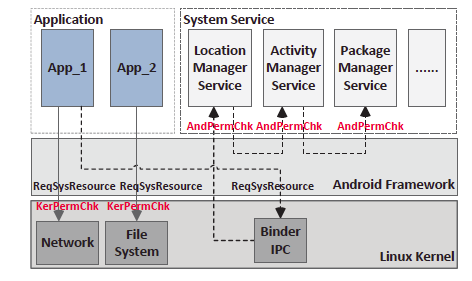 Application
System Service
App_1
App_2
Location
Manager
Service
Activity
Manager
Service
Package
Manager
Service
......
AndPermChk
AndPermChk
AndPermChk
ReqSysResource
ReqSysResource
ReqSysResource
Android Framework
KerPermChk
KerPermChk
Network
File
System
Binder
IPC
Linux Kernel